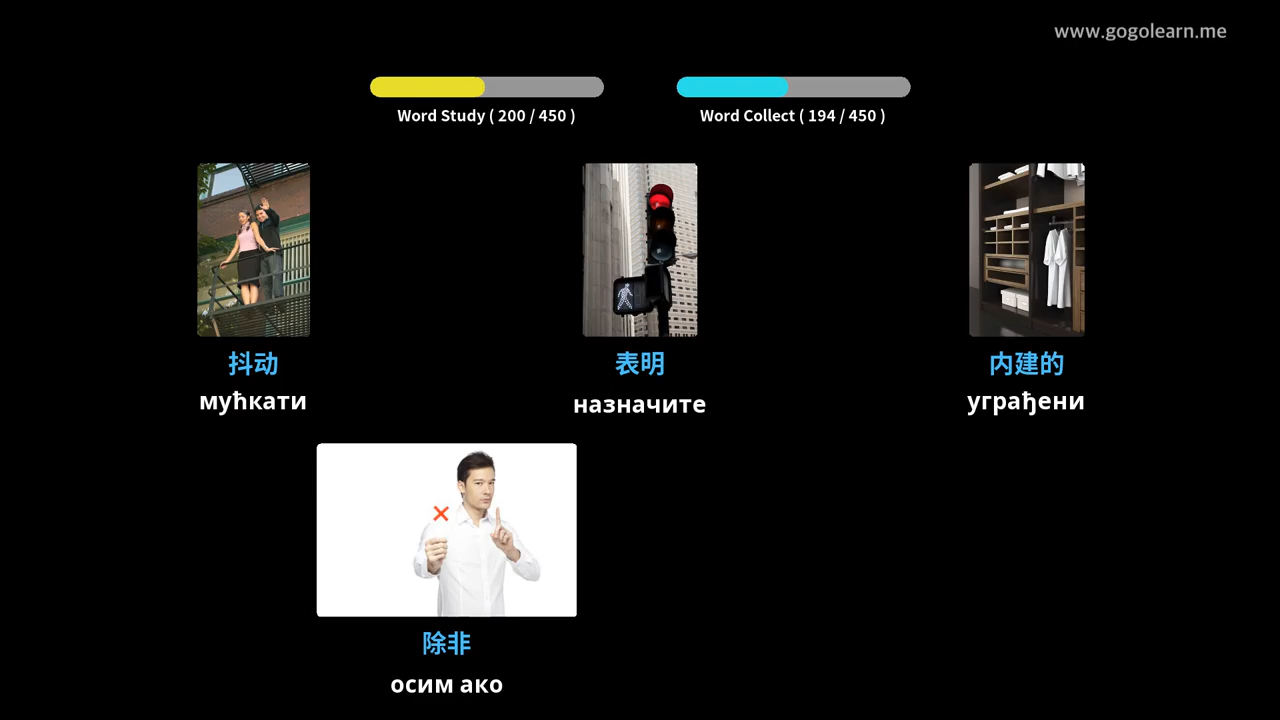 www.gogolearn.me
Word Study ( 200 / 450 )
Word Collect ( 194 / 450 )
抖动
мућкати
表明
назначите
内建的
уграђени
除非
осим ако